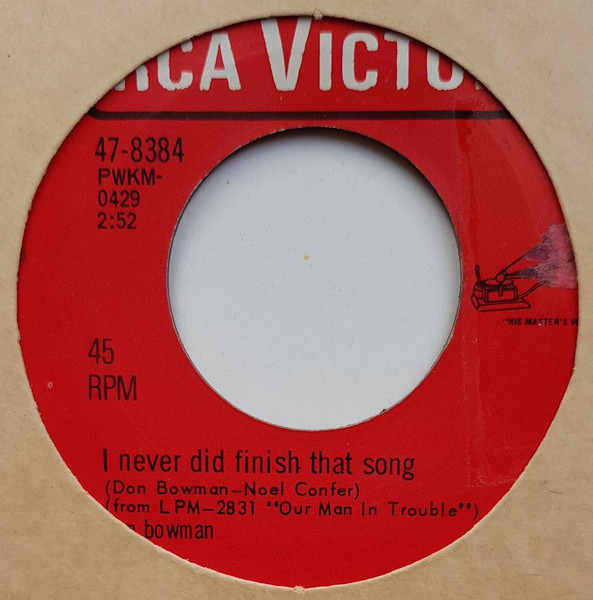 RCA VICTO
47-8384
PWKM-
0429
2:52
"HIS MASTER'S V
45
RPM
I never did finish that song
(Don Bowman—Noel Confer)
(from LPM-2831 "Our Man In Trouble")
bowman